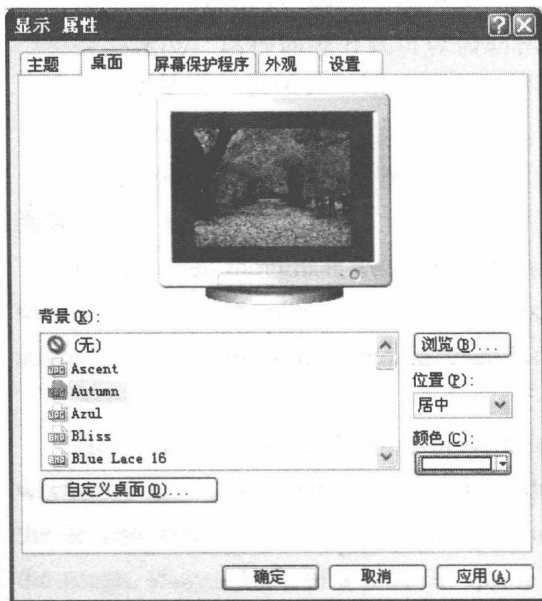 显示 属性
主题 桌面 屏幕保护程序 外观 设置
背景(K):
(无)
Ascent
Autumn
Azul
Bliss
Blue Lace 16
浏览(B)...
位置(P):
居中
颜色(C):
自定义桌面(D)...
确定 取消 应用(A)